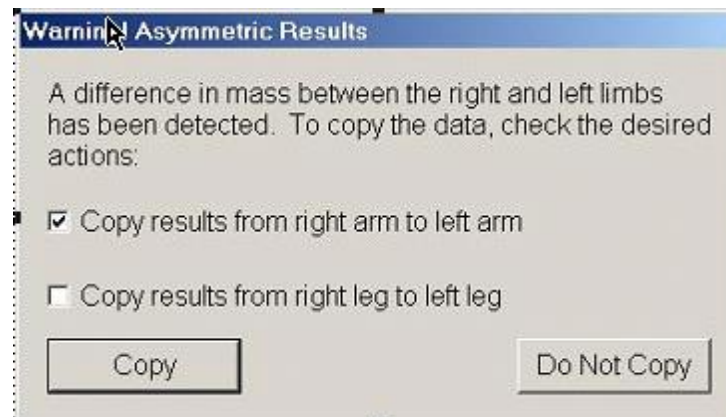 Warning! Asymmetric Results
A difference in mass between the right and left limbs
has been detected. To copy the data, check the desired
actions:
Copy results from right arm to left arm
Copy results from right leg to left leg
Copy
Do Not Copy